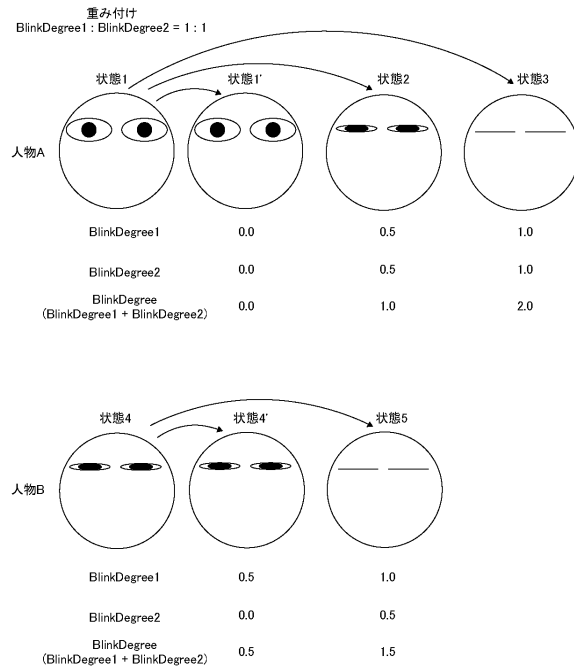 重み付け
BlinkDegree1 : BlinkDegree2 = 1 : 1
状態1 状態1' 状態2 状態3
人物A
BlinkDegree1 0.0 0.5 1.0
BlinkDegree2 0.0 0.5 1.0
BlinkDegree 0.0 1.0 2.0
(BlinkDegree1 + BlinkDegree2)
状態4 状態4' 状態5
人物B
BlinkDegree1 0.5 1.0
BlinkDegree2 0.0 0.5
BlinkDegree 0.5 1.5
(BlinkDegree1 + BlinkDegree2)